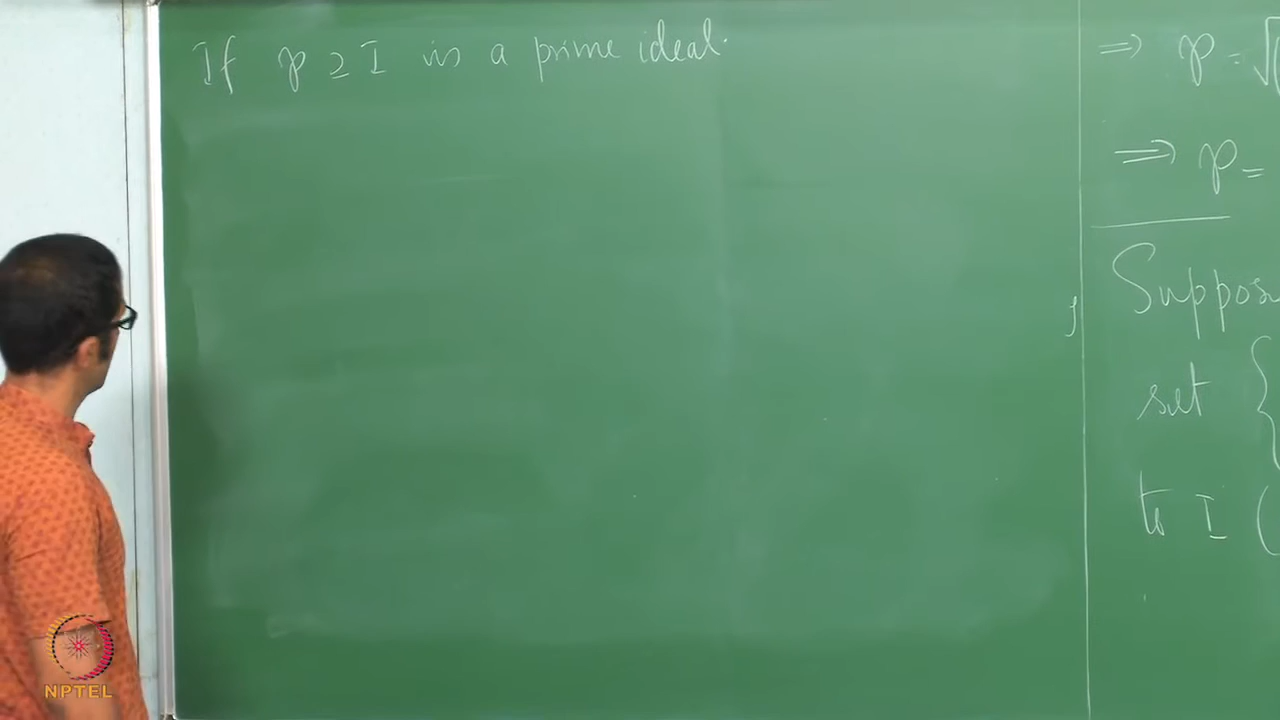 If p ⊇ I is a prime ideal.
⇒ p = √(
⇒ p =
Suppos
set {
to I (
NPTEL